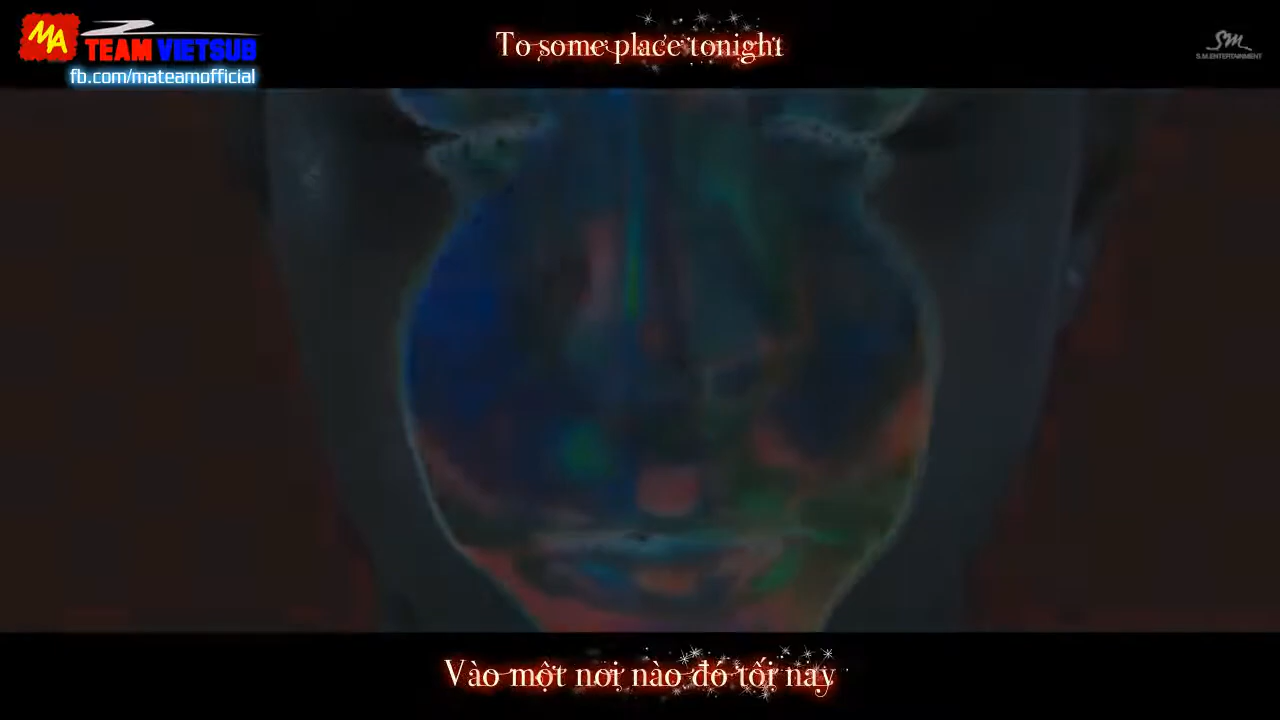 MA
TEAM VIETSUB
fb.com/mateamofficial
To some place tonight
SM
S.M.ENTERTAINMENT
Vào một nơi nào đó tối nay